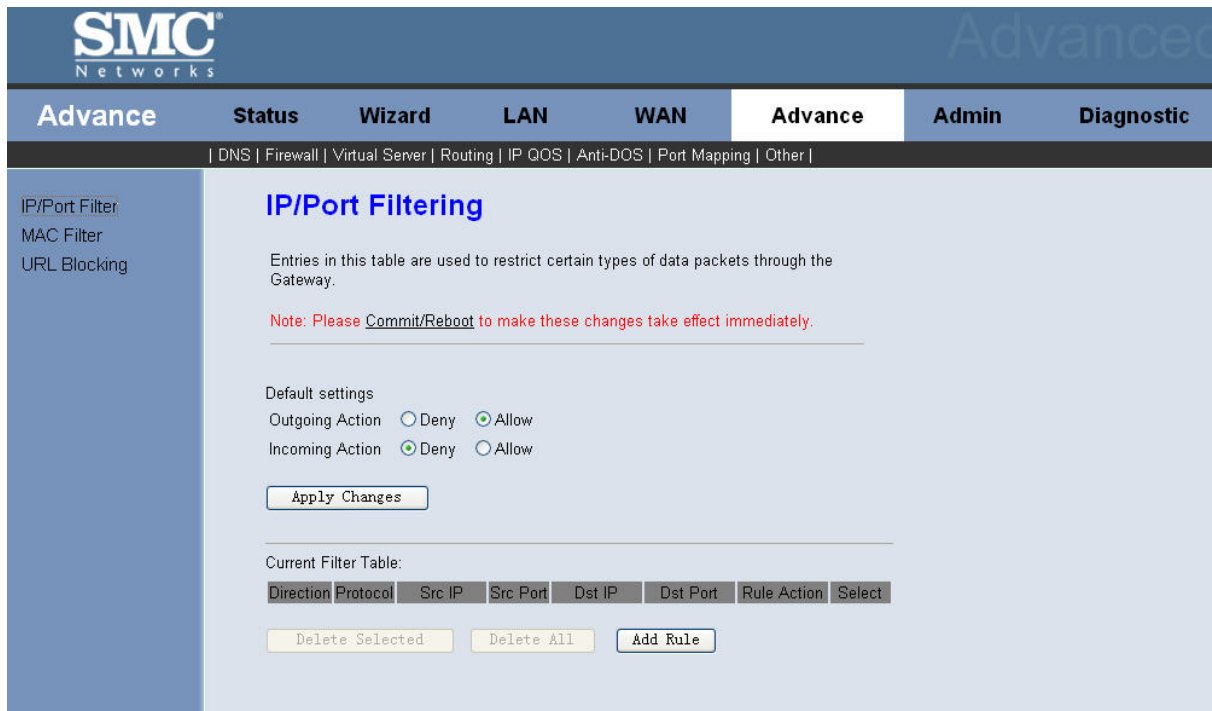 SMC®
Networks
Advanced
Advance
Status Wizard LAN WAN Advance Admin Diagnostic
| DNS | Firewall | Virtual Server | Routing | IP QOS | Anti-DOS | Port Mapping | Other |
IP/Port Filter
MAC Filter
URL Blocking
IP/Port Filtering
Entries in this table are used to restrict certain types of data packets through the
Gateway.
Note: Please Commit/Reboot to make these changes take effect immediately.
Default settings
Outgoing Action Deny Allow
Incoming Action Deny Allow
Apply Changes
Current Filter Table:
Direction Protocol Src IP Src Port Dst IP Dst Port Rule Action Select
Delete Selected Delete All Add Rule